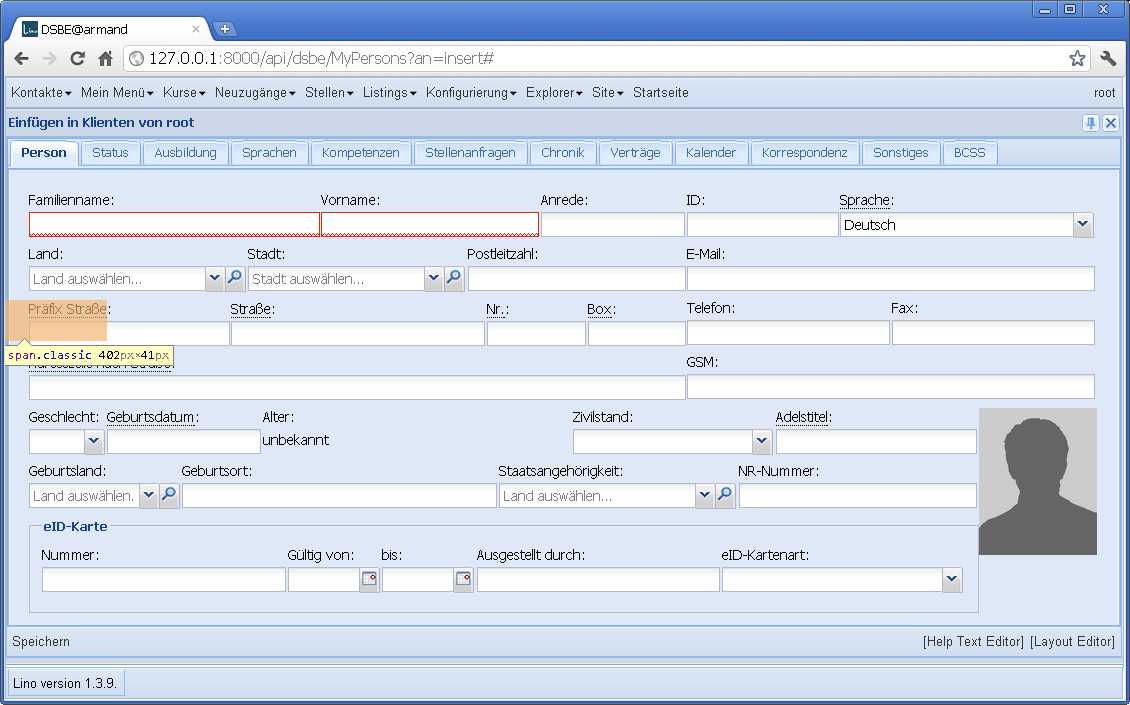 Lino DSBE@armand
127.0.0.1:8000/api/dsbe/MyPersons?an=insert#
Kontakte Mein Menü Kurse Neuzugänge Stellen Listings Konfigurierung Explorer Site Startseite root
Einfügen in Klienten von root
Person Status Ausbildung Sprachen Kompetenzen Stellenanfragen Chronik Verträge Kalender Korrespondenz Sonstiges BCSS
Familienname: Vorname: Anrede: ID: Sprache:
Deutsch
Land: Stadt: Postleitzahl: E-Mail:
Land auswählen... Stadt auswählen...
Präfix Straße: Straße: Nr.: Box: Telefon: Fax:
span.classic 402px×41px
GSM:
Geschlecht: Geburtsdatum: Alter: Zivilstand: Adelstitel:
unbekannt
Geburtsland: Geburtsort: Staatsangehörigkeit: NR-Nummer:
Land auswählen. Land auswählen...
eID-Karte
Nummer: Gültig von: bis: Ausgestellt durch: eID-Kartenart:
Speichern [Help Text Editor] [Layout Editor]
Lino version 1.3.9.